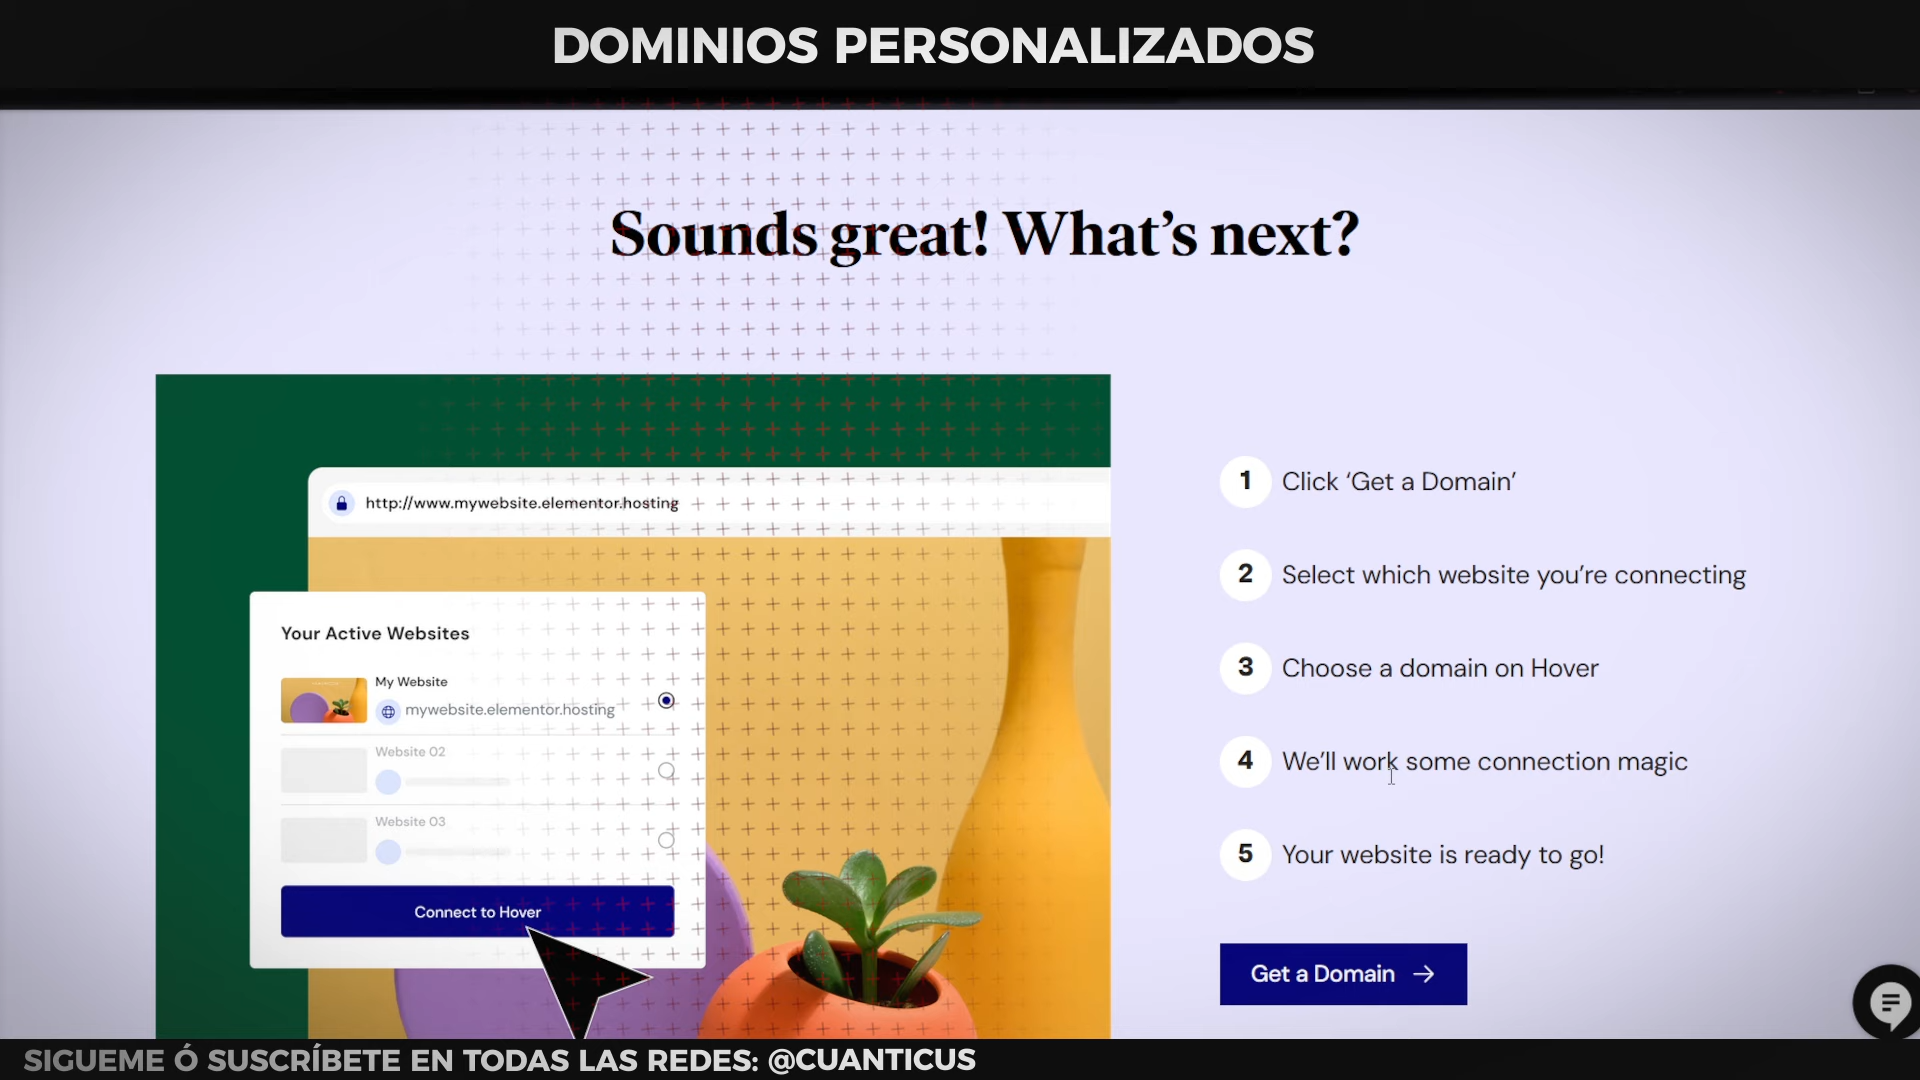 DOMINIOS PERSONALIZADOS
Sounds great! What's next?
http://www.mywebsite.elementor.hosting
Your Active Websites
My Website
mywebsite.elementor.hosting
Website 02
Website 03
Connect to Hover
1 Click ‘Get a Domain’
2 Select which website you’re connecting
3 Choose a domain on Hover
4 We’ll work some connection magic
5 Your website is ready to go!
Get a Domain →
SIGUEME Ó SUSCRÍBETE EN TODAS LAS REDES: @CUANTICUS